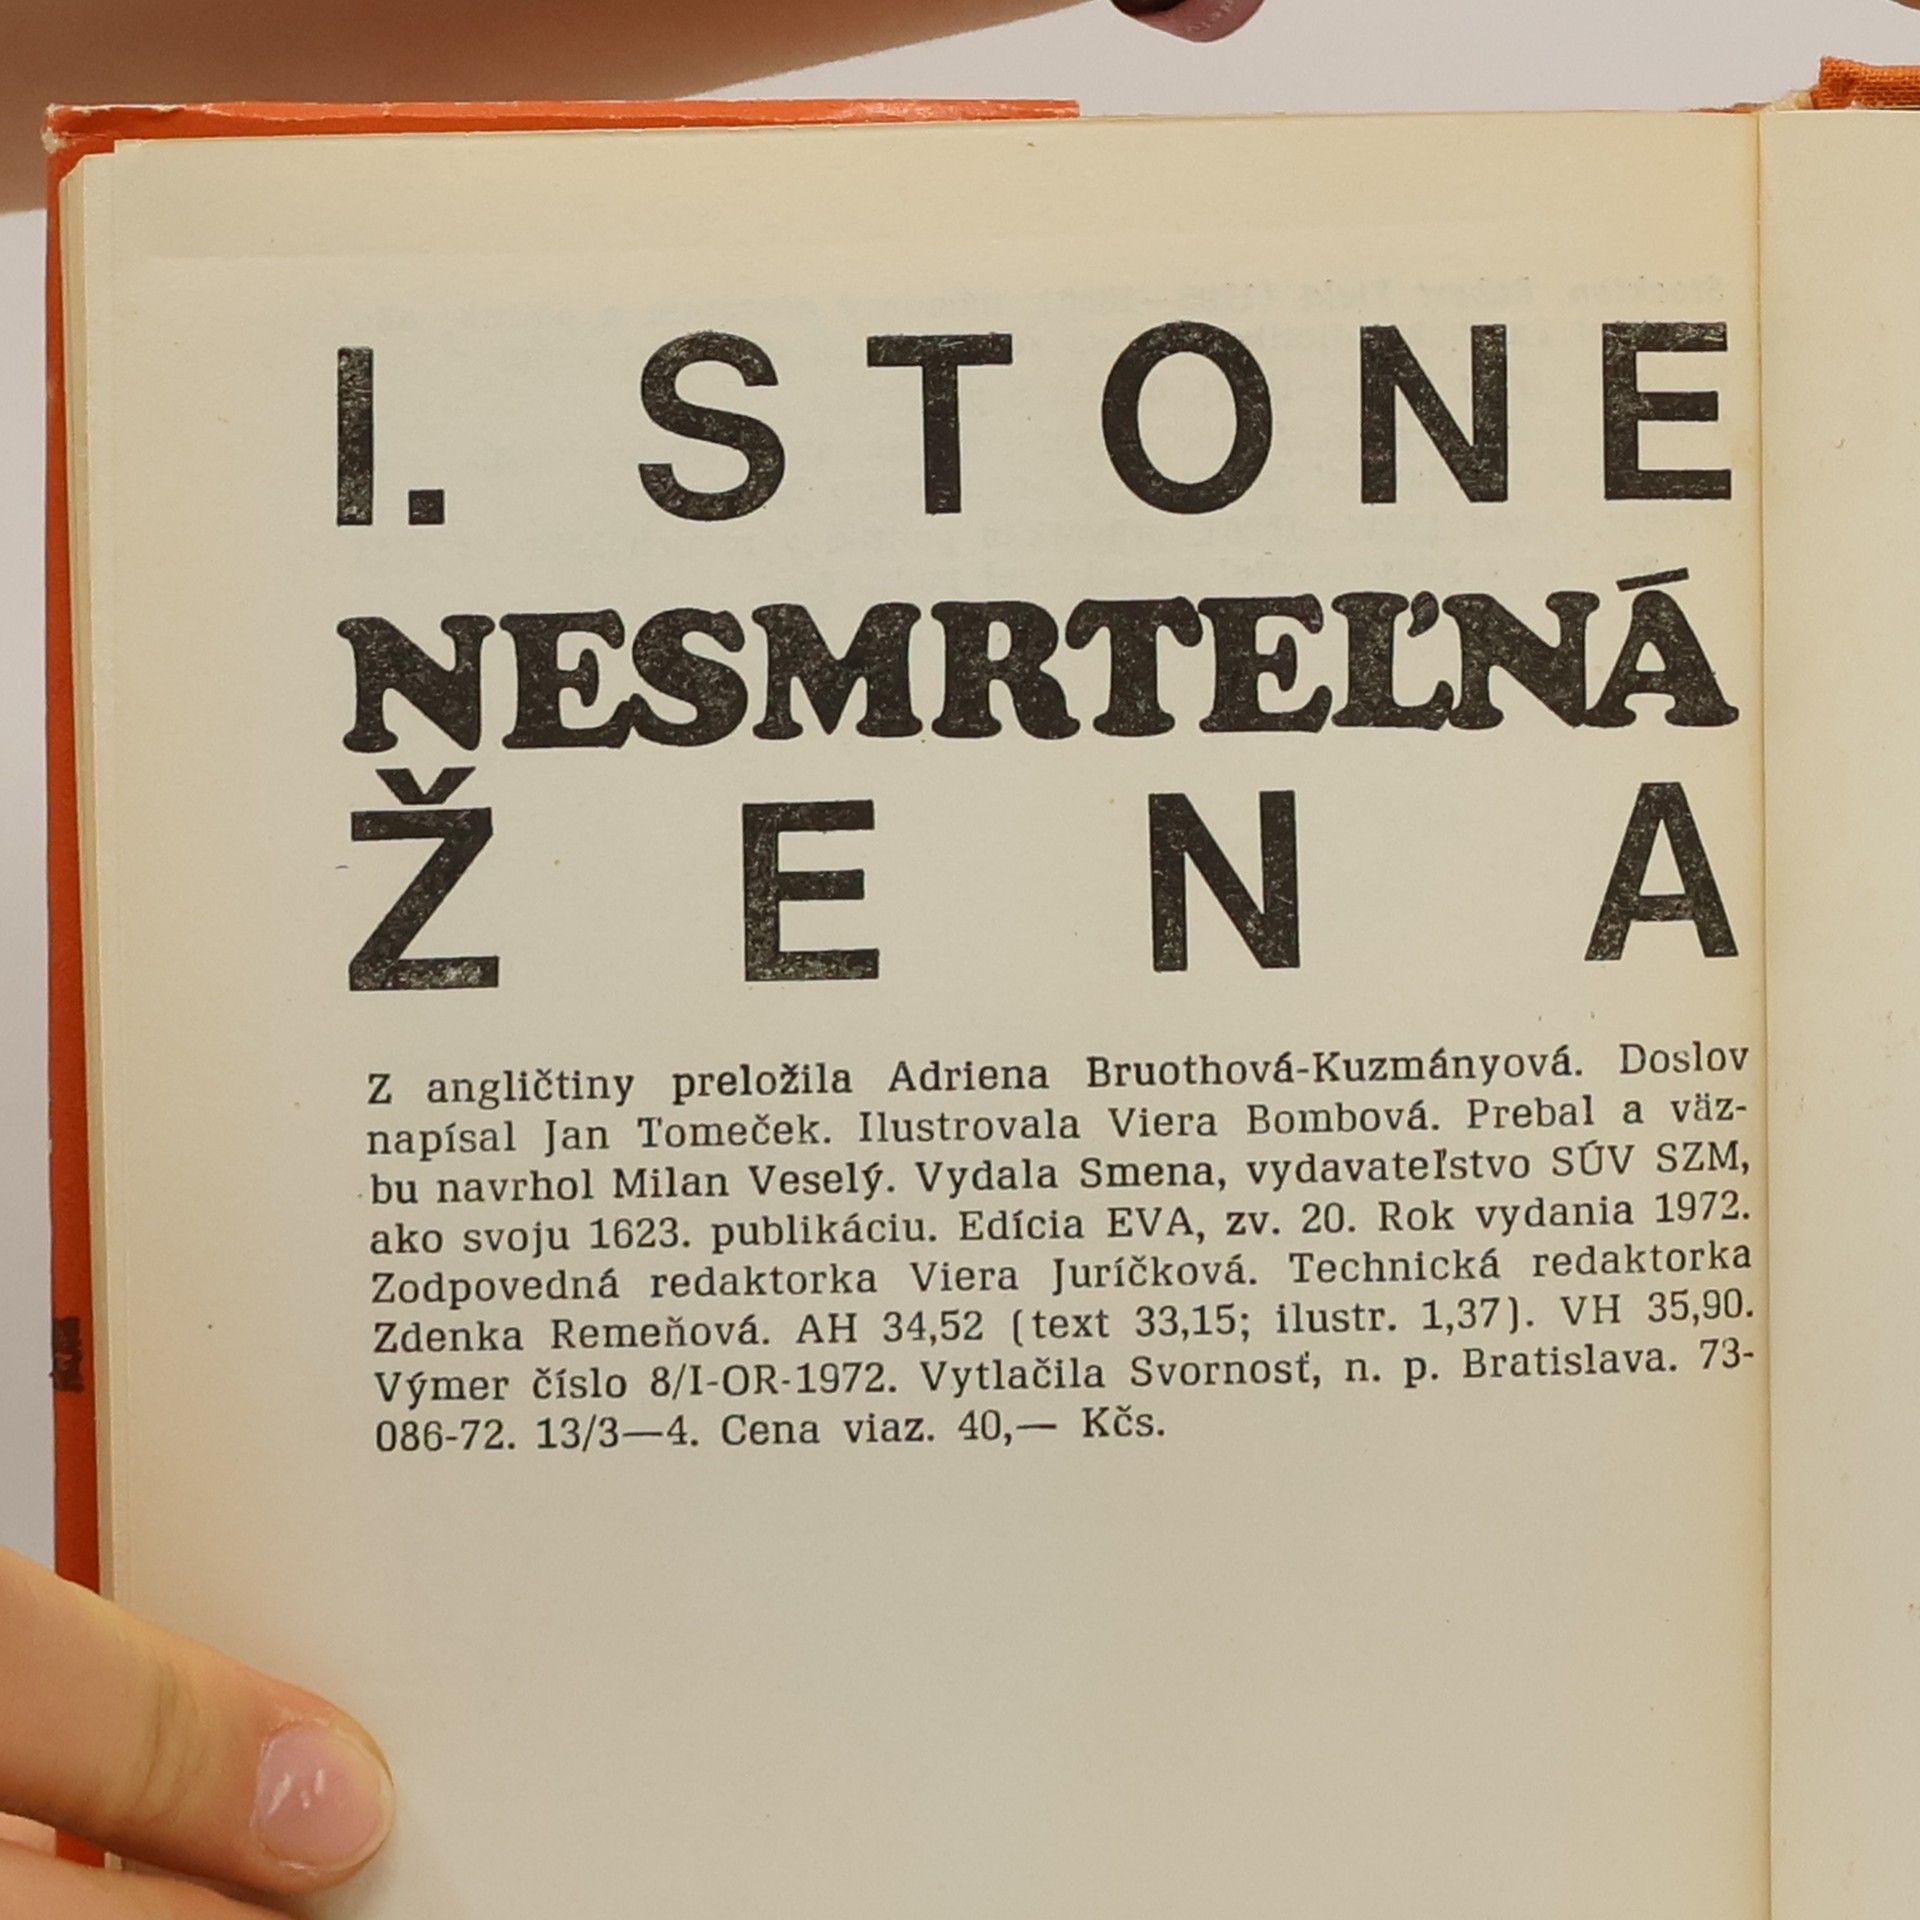 I. STONE
NESMRTEĽNÁ
ŽENA
Z angličtiny preložila Adriena Bruothová-Kuzmányová. Doslov
napísal Jan Tomeček. Ilustrovala Viera Bombová. Prebal a väz-
bu navrhol Milan Veselý. Vydala Smena, vydavateľstvo SÚV SZM,
ako svoju 1623. publikáciu. Edícia EVA, zv. 20. Rok vydania 1972.
Zodpovedná redaktorka Viera Juríčková. Technická redaktorka
Zdenka Remeňová. AH 34,52 (text 33,15; ilustr. 1,37). VH 35,90.
Výmer číslo 8/I-OR-1972. Vytlačila Svornosť, n. p. Bratislava. 73-
086-72. 13/3—4. Cena viaz. 40,— Kčs.